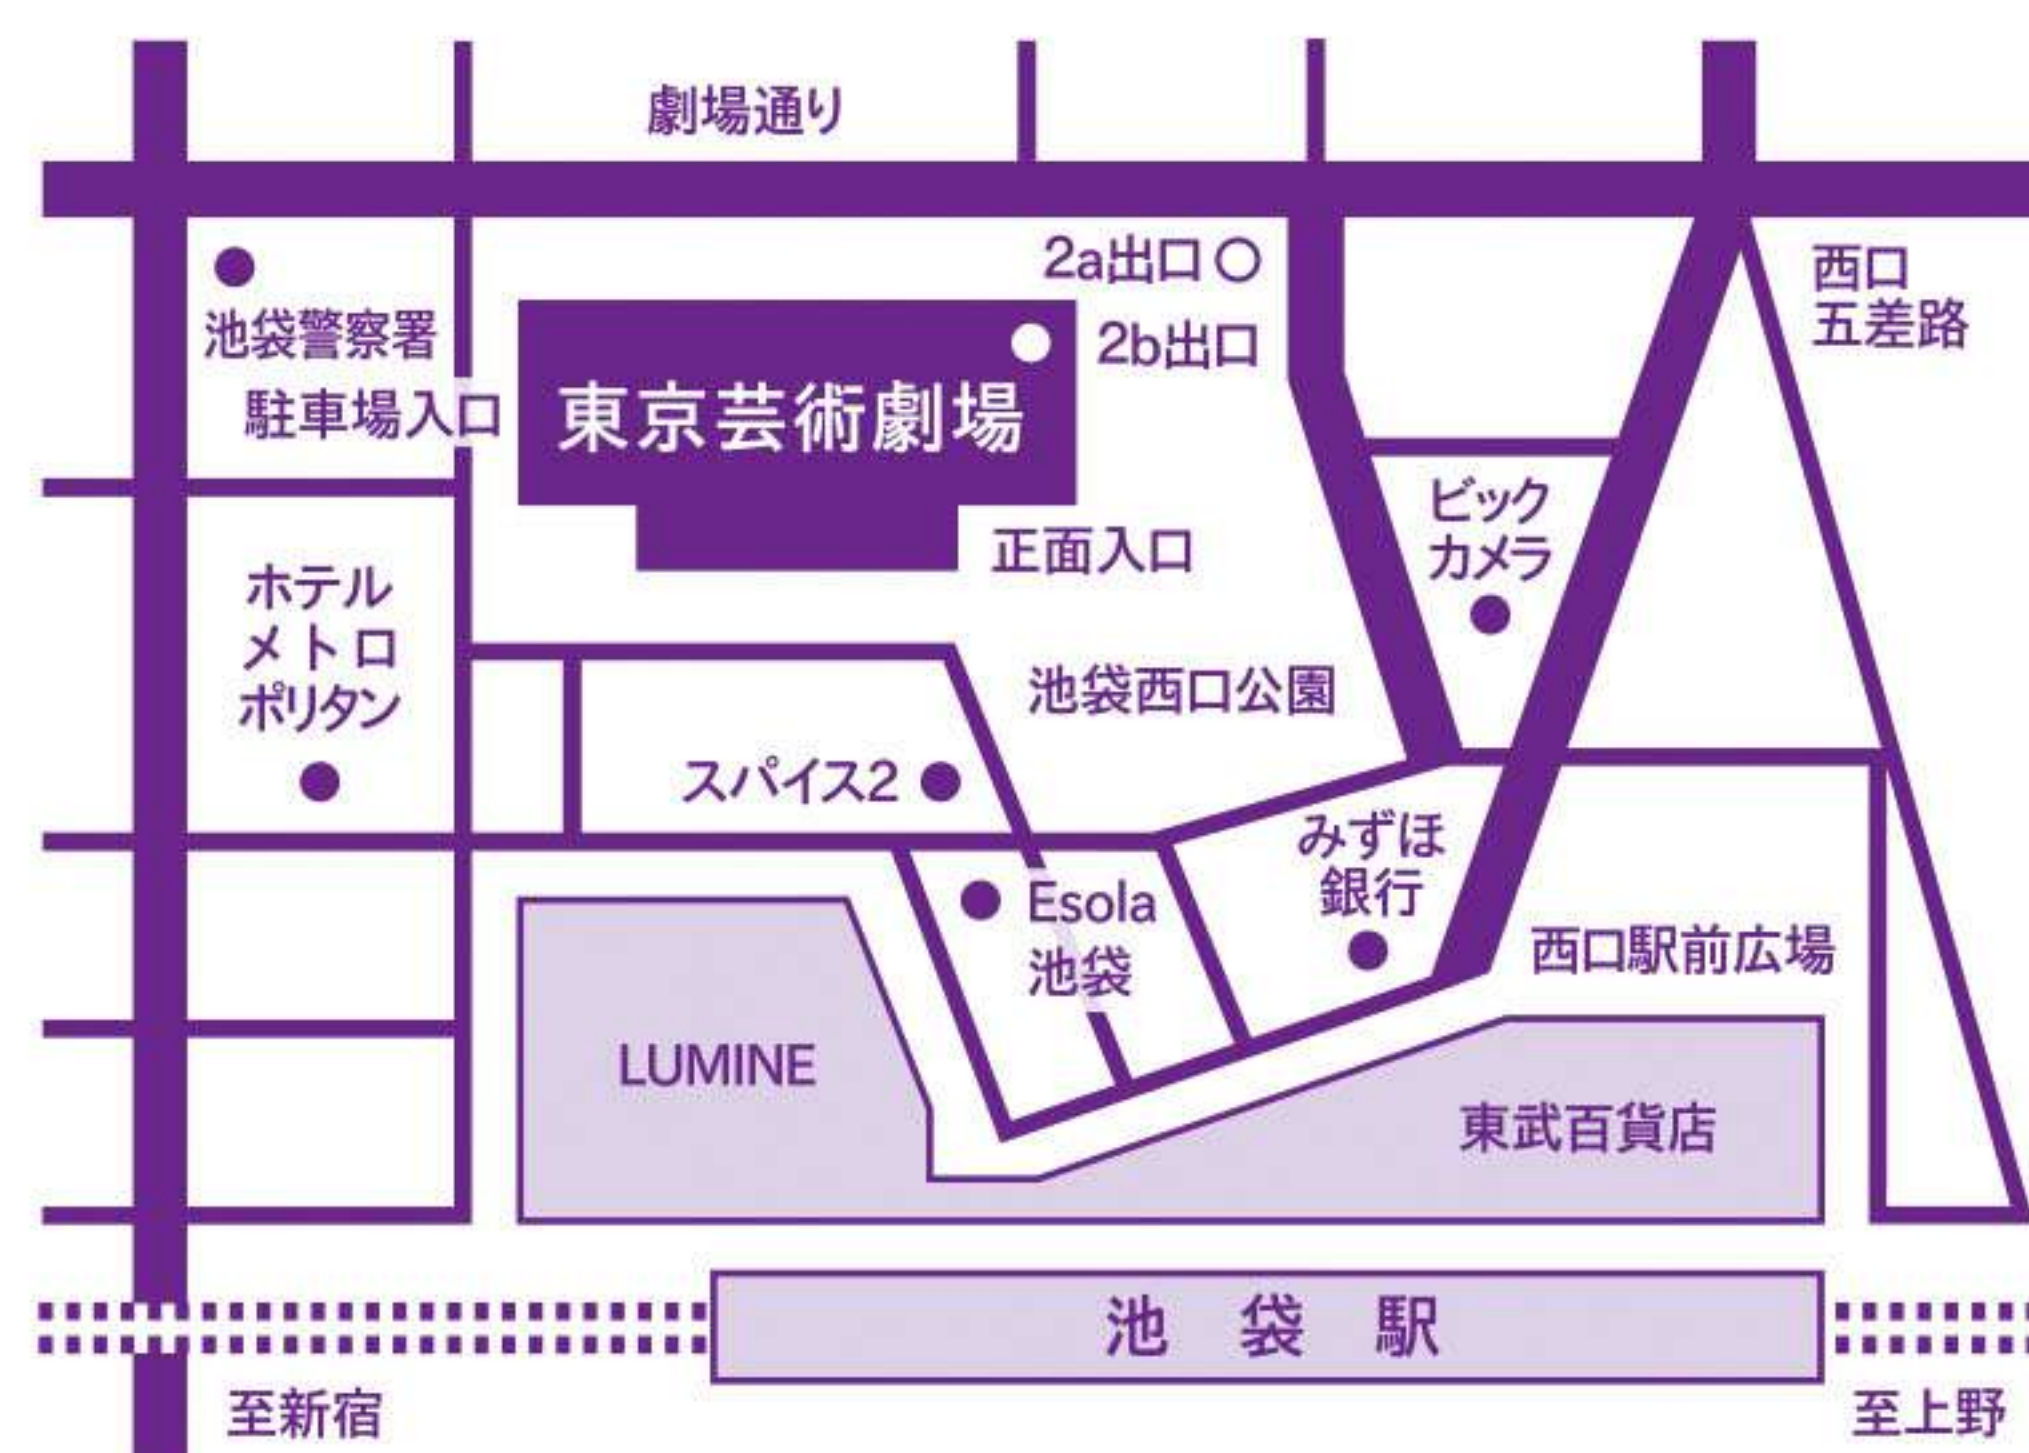 劇場通り
2a出口
西口
五差路
池袋警察署
2b出口
駐車場入口
東京芸術劇場
ビック
カメラ
正面入口
ホテル
メトロ
ポリタン
池袋西口公園
スパイス2
みずほ
銀行
Esola
池袋
西口駅前広場
LUMINE
東武百貨店
池袋駅
至新宿
至上野